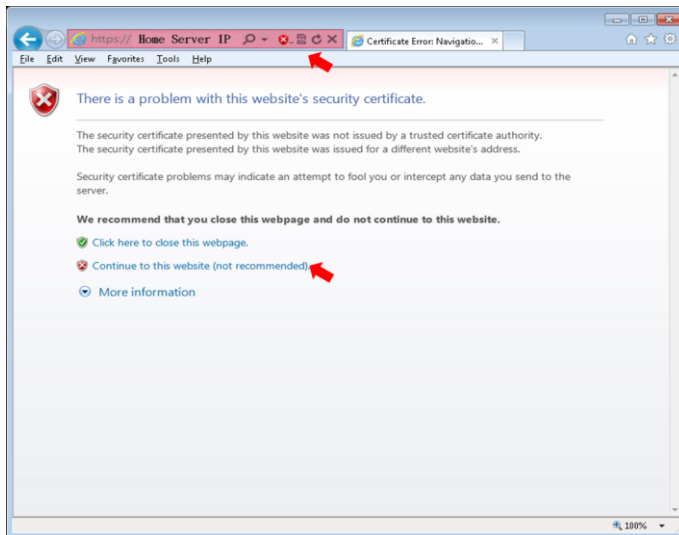 https:// Home Server IP
Certificate Error: Navigatio...
File Edit View Favorites Tools Help
There is a problem with this website's security certificate.
The security certificate presented by this website was not issued by a trusted certificate authority.
The security certificate presented by this website was issued for a different website's address.
Security certificate problems may indicate an attempt to fool you or intercept any data you send to the
server.
We recommend that you close this webpage and do not continue to this website.
Click here to close this webpage.
Continue to this website (not recommended).
More information
100%